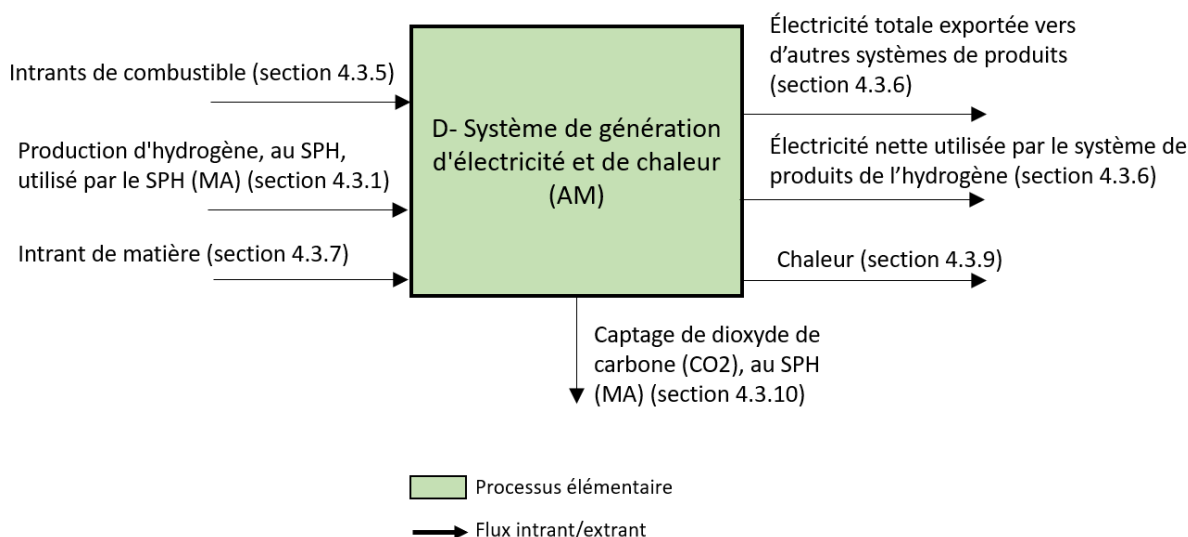 Intrants de combustible (section 4.3.5)
Production d'hydrogène, au SPH,
utilisé par le SPH (MA) (section 4.3.1)
Intrant de matière (section 4.3.7)
D- Système de génération
d'électricité et de chaleur
(AM)
Électricité totale exportée vers
d’autres systèmes de produits
(section 4.3.6)
Électricité nette utilisée par le système de
produits de l’hydrogène (section 4.3.6)
Chaleur (section 4.3.9)
Captage de dioxyde de
carbone (CO2), au SPH
(MA) (section 4.3.10)
Processus élémentaire
Flux intrant/extrant